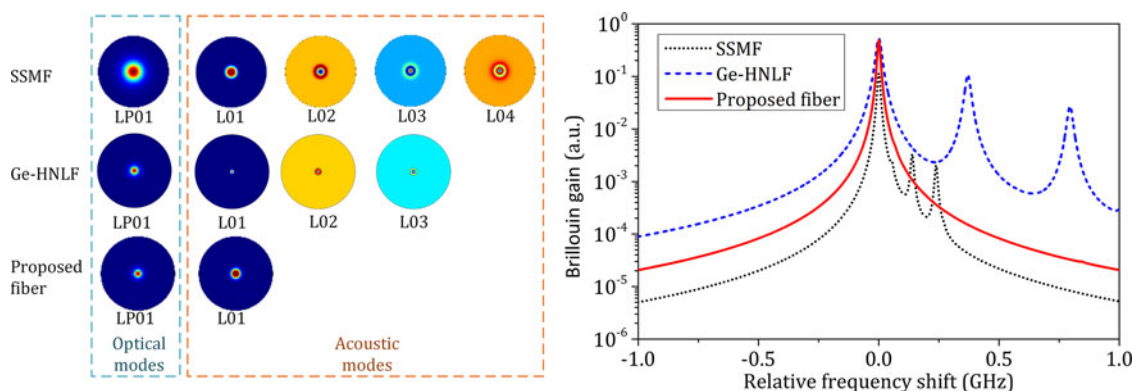 SSMF
LP01
L01
L02
L03
L04
Ge-HNLF
LP01
L01
L02
L03
Proposed
fiber
LP01
L01
Optical
modes
Acoustic
modes
Brillouin gain (a.u.)
10^0
10^-1
10^-2
10^-3
10^-4
10^-5
10^-6
SSMF
Ge-HNLF
Proposed fiber
-1.0
-0.5
0.0
0.5
1.0
Relative frequency shift (GHz)